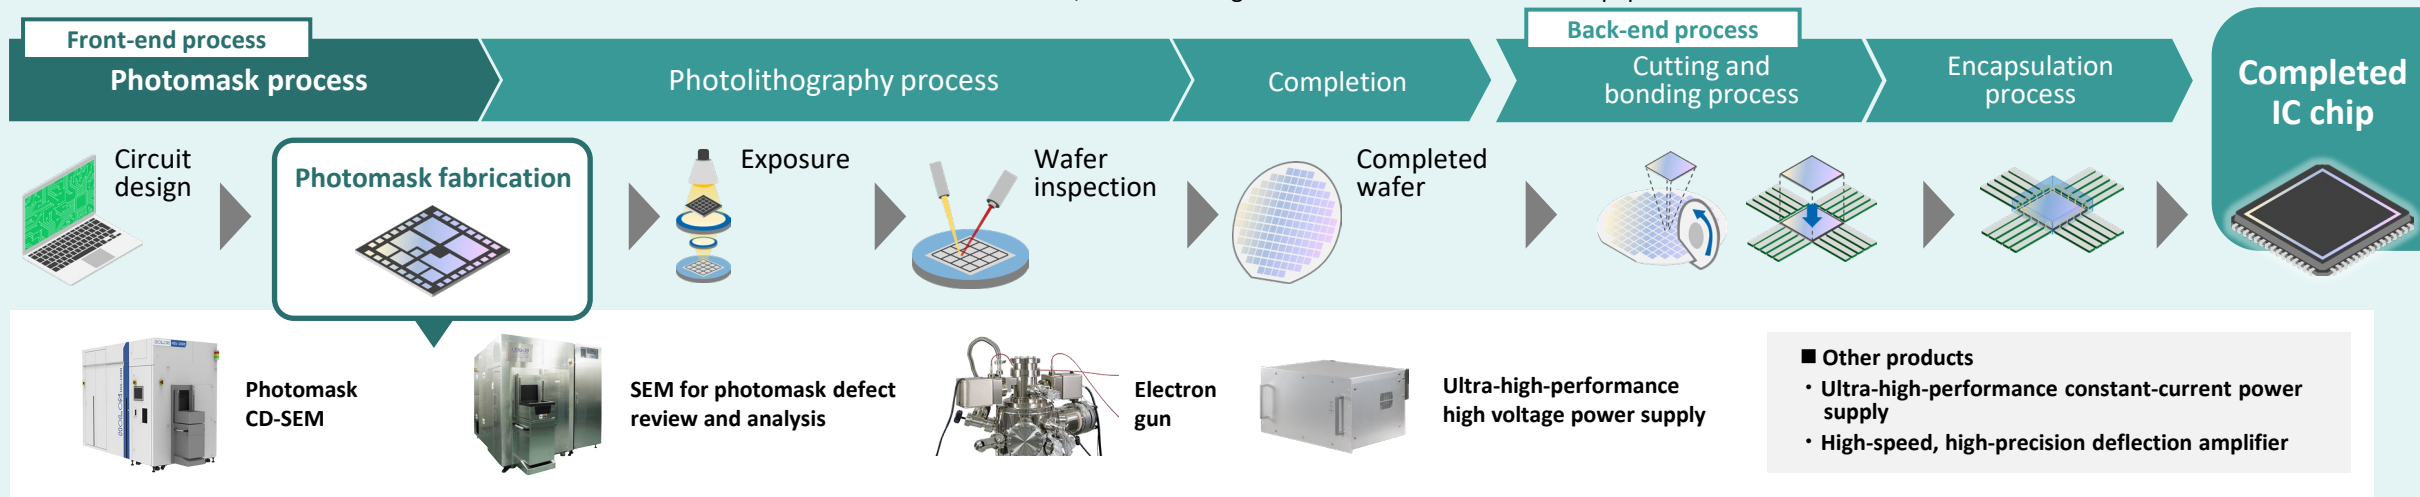 Front-end process
Back-end process
Photomask process
Photolithography process
Completion
Cutting and
bonding process
Encapsulation
process
Completed
IC chip
Circuit
design
Photomask fabrication
Exposure
Wafer
inspection
Completed
wafer
Photomask
CD-SEM
SEM for photomask defect
review and analysis
Electron
gun
Ultra-high-performance
high voltage power supply
■ Other products
・Ultra-high-performance constant-current power
supply
・High-speed, high-precision deflection amplifier